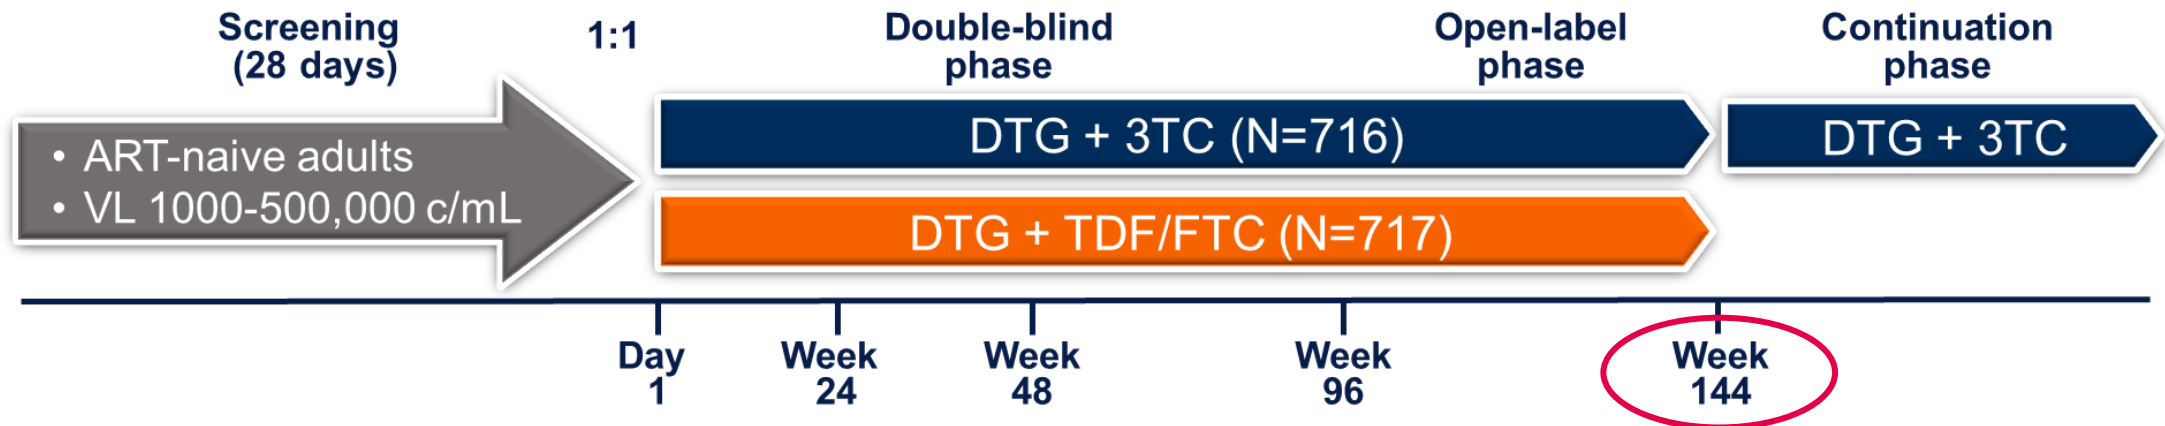 Screening
(28 days)
1:1
Double-blind
phase
Open-label
phase
Continuation
phase
• ART-naive adults
• VL 1000-500,000 c/mL
DTG + 3TC (N=716)
DTG + 3TC
DTG + TDF/FTC (N=717)
Day
1
Week
24
Week
48
Week
96
Week
144